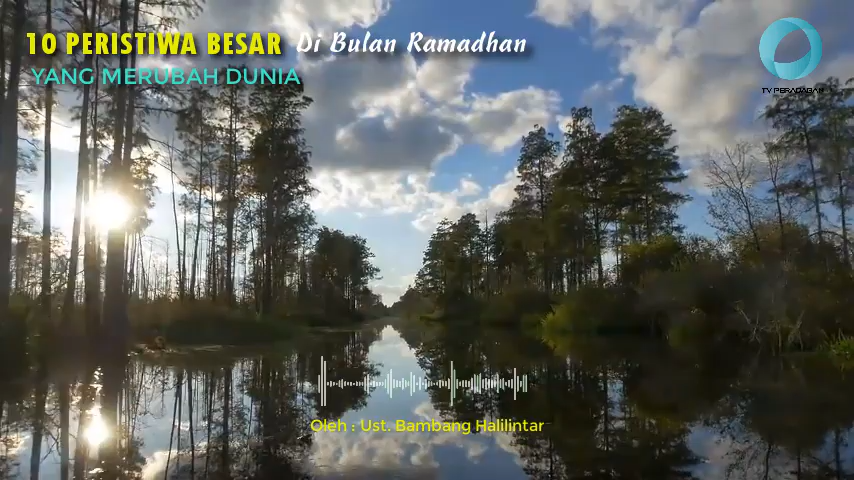 10 PERISTIWA BESAR Di Bulan Ramadhan
YANG MERUBAH DUNIA
TV PERADABAN
Oleh : Ust. Bambang Halilintar